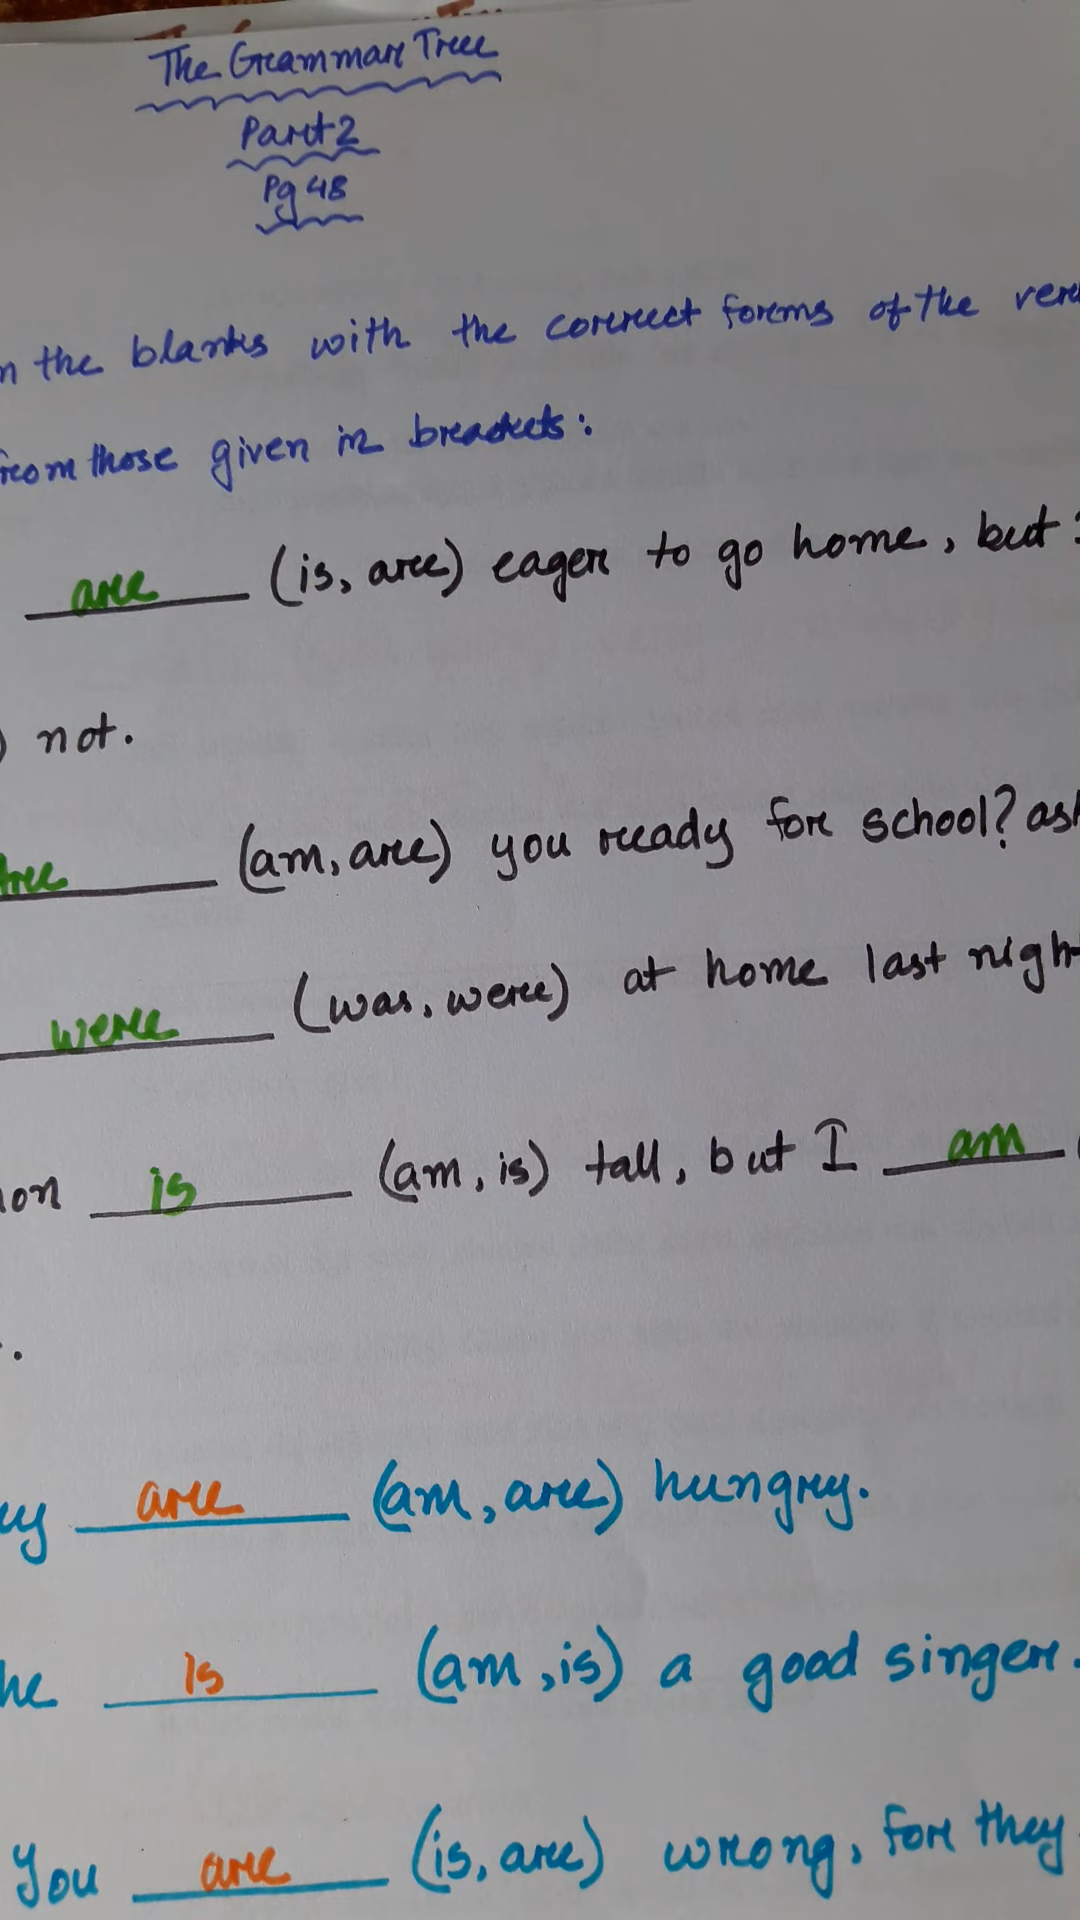 The Grammar Tree
Part 2
Pg 48
the blanks with the correct forms of the
from those given in brackets:
are (is, are) eager to go home, but
) not.
Are (am, are) you ready for school?
were (was, were) at home last
is (am, is) tall, but I am
.
are (am, are) hungry.
is (am, is) a good singer.
You are (is, are) wrong, for they